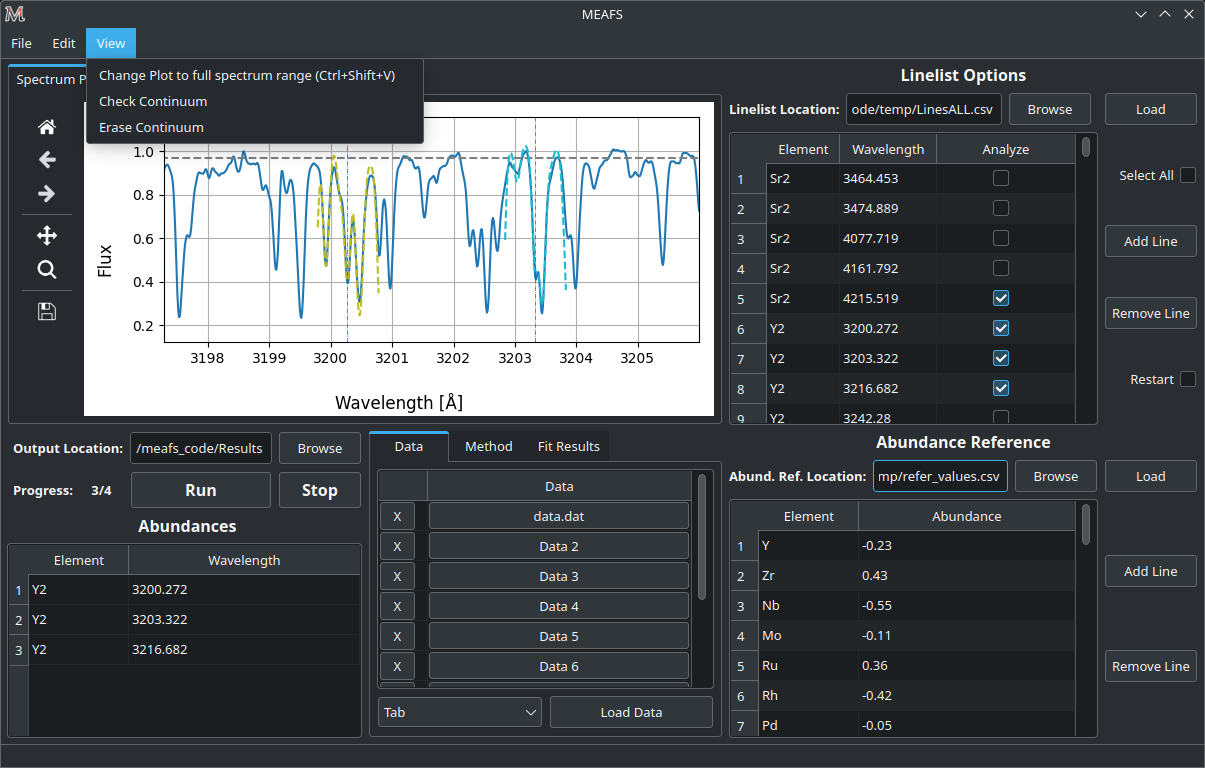 MEAFS
File Edit View
Change Plot to full spectrum range (Ctrl+Shift+V)
Check Continuum
Erase Continuum
Spectrum P
1.0
0.8
0.6
0.4
0.2
Flux
3198 3199 3200 3201 3202 3203 3204 3205
Wavelength [Å]
Linelist Options
Linelist Location: ode/temp/LinesALL.csv Browse Load
Element Wavelength Analyze
1 Sr2 3464.453
2 Sr2 3474.889
3 Sr2 4077.719
4 Sr2 4161.792
5 Sr2 4215.519
6 Y2 3200.272
7 Y2 3203.322
8 Y2 3216.682
9 Y2 3242.28
Select All
Add Line
Remove Line
Restart
Output Location: /meafs_code/Results Browse
Progress: 3/4 Run Stop
Abundances
Element Wavelength
1 Y2 3200.272
2 Y2 3203.322
3 Y2 3216.682
Data Method Fit Results
Data
X data.dat
X Data 2
X Data 3
X Data 4
X Data 5
X Data 6
Tab Load Data
Abundance Reference
Abund. Ref. Location: mp/refer_values.csv Browse Load
Element Abundance
1 Y -0.23
2 Zr 0.43
3 Nb -0.55
4 Mo -0.11
5 Ru 0.36
6 Rh -0.42
7 Pd -0.05
Add Line
Remove Line